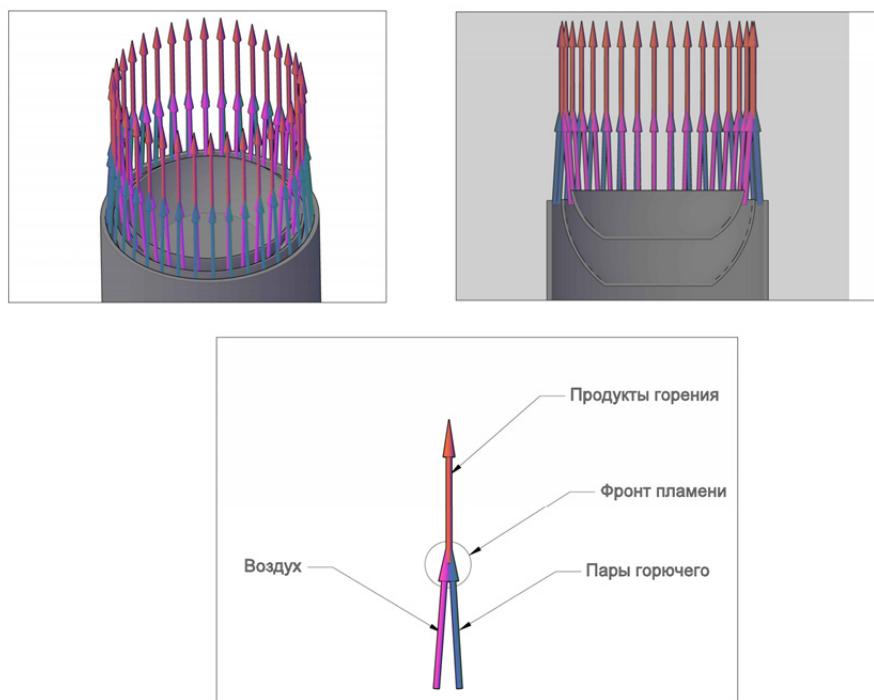 Продукты горения
Фронт пламени
Воздух
Пары горючего